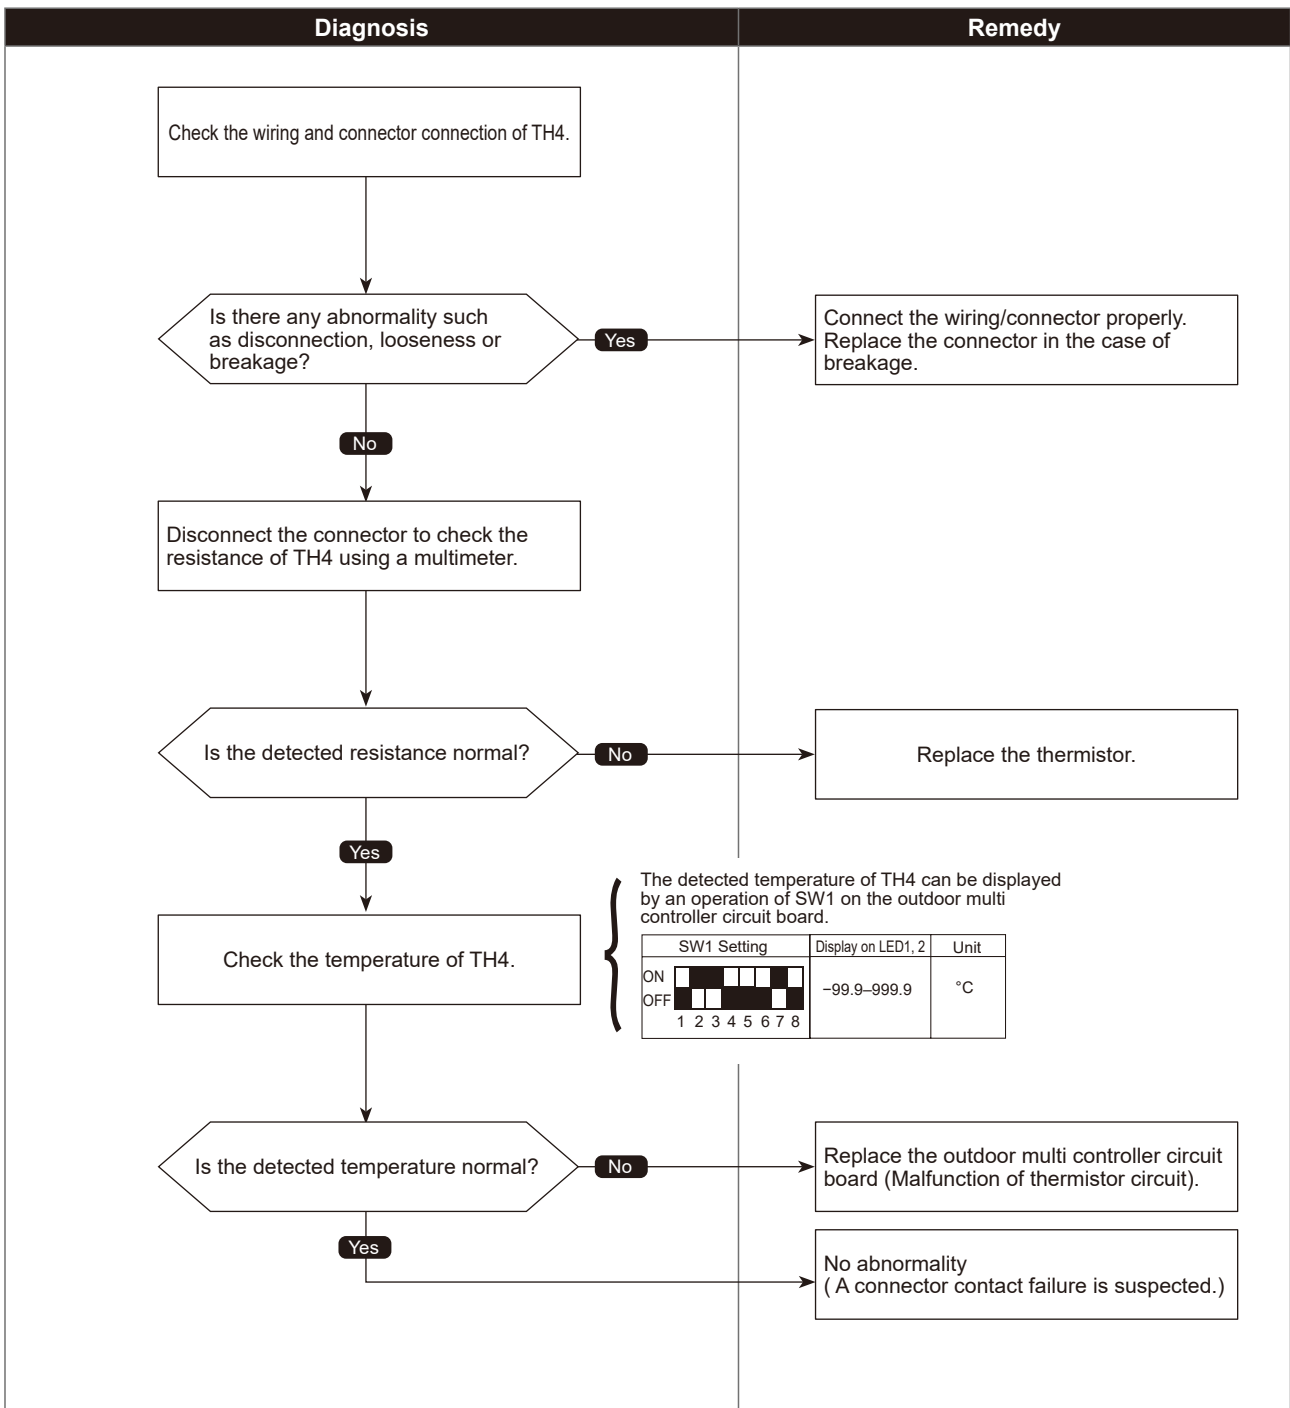 Diagnosis
Remedy
Check the wiring and connector connection of TH4.
Is there any abnormality such
as disconnection, looseness or
breakage?
Yes
Connect the wiring/connector properly.
Replace the connector in the case of
breakage.
No
Disconnect the connector to check the
resistance of TH4 using a multimeter.
Is the detected resistance normal?
No
Replace the thermistor.
Yes
The detected temperature of TH4 can be displayed
by an operation of SW1 on the outdoor multi
controller circuit board.
Check the temperature of TH4.
SW1 Setting
Display on LED1, 2
Unit
ON
OFF
1 2 3 4 5 6 7 8
−99.9–999.9
°C
Is the detected temperature normal?
No
Replace the outdoor multi controller circuit
board (Malfunction of thermistor circuit).
Yes
No abnormality
( A connector contact failure is suspected.)